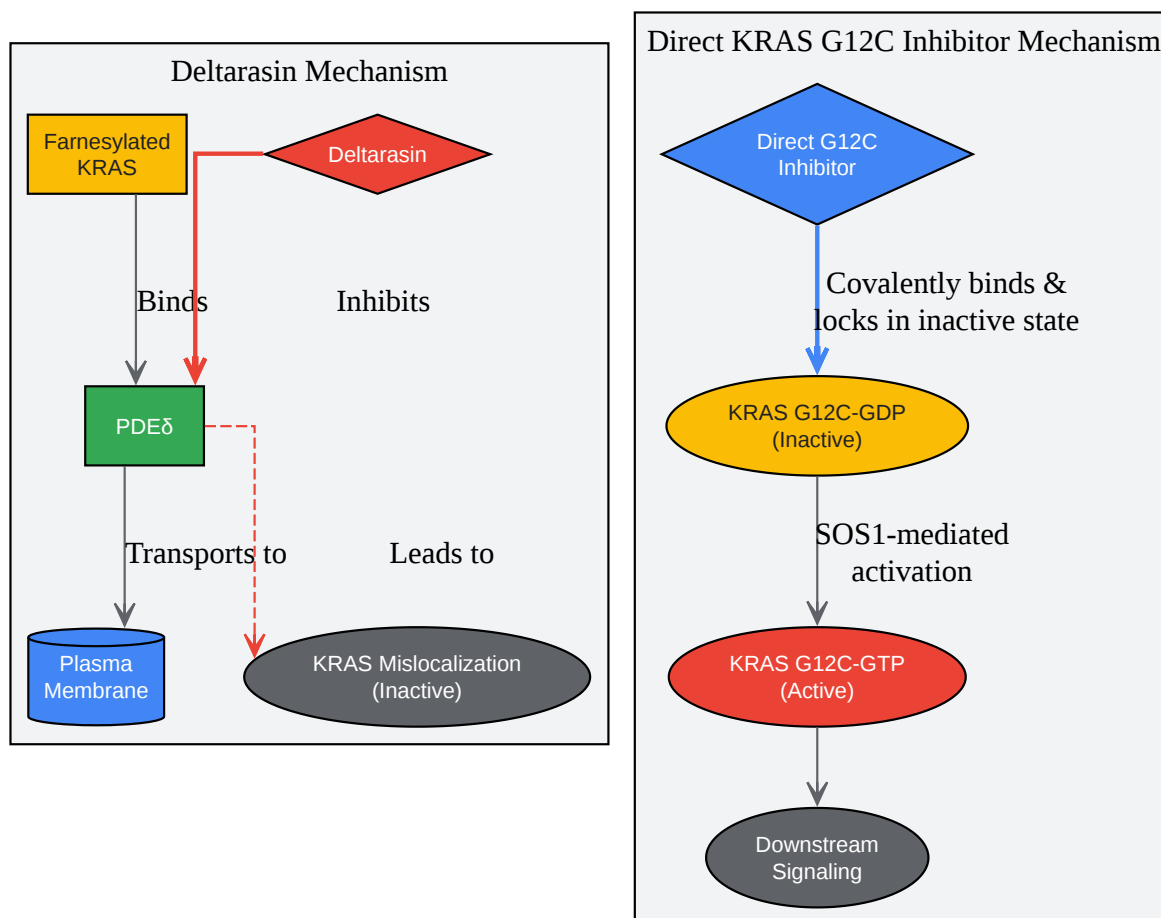 Deltarasin Mechanism
Farnesylated
KRAS
Deltarasin
Binds
Inhibits
PDEδ
Transports to
Leads to
Plasma
Membrane
KRAS Mislocalization
(Inactive)
Direct KRAS G12C Inhibitor Mechanism
Direct G12C
Inhibitor
Covalently binds &
locks in inactive state
KRAS G12C-GDP
(Inactive)
SOS1-mediated
activation
KRAS G12C-GTP
(Active)
Downstream
Signaling